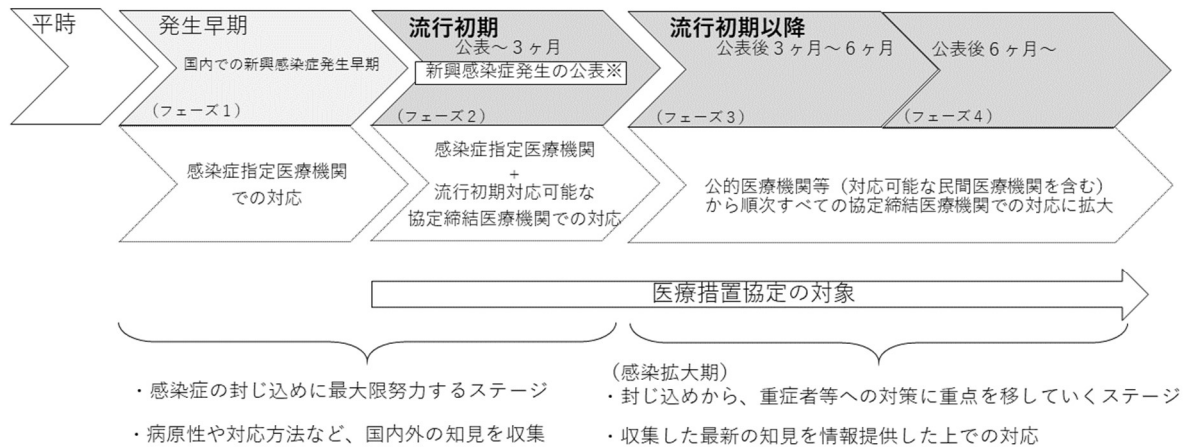 平時
発生早期
国内での新興感染症発生早期
(フェーズ1)
流行初期
公表～3ヶ月
新興感染症発生の公表※
(フェーズ2)
流行初期以降
公表後3ヶ月～6ヶ月
(フェーズ3)
公表後6ヶ月～
(フェーズ4)
感染症指定医療機関
での対応
感染症指定医療機関
+
流行初期対応可能な
協定締結医療機関での対応
公的医療機関等（対応可能な民間医療機関を含む）
から順次すべての協定締結医療機関での対応に拡大
医療措置協定の対象
・感染症の封じ込めに最大限努力するステージ
・病原性や対応方法など、国内外の知見を収集
（感染拡大期）
・封じ込めから、重症者等への対策に重点を移していくステージ
・収集した最新の知見を情報提供した上での対応